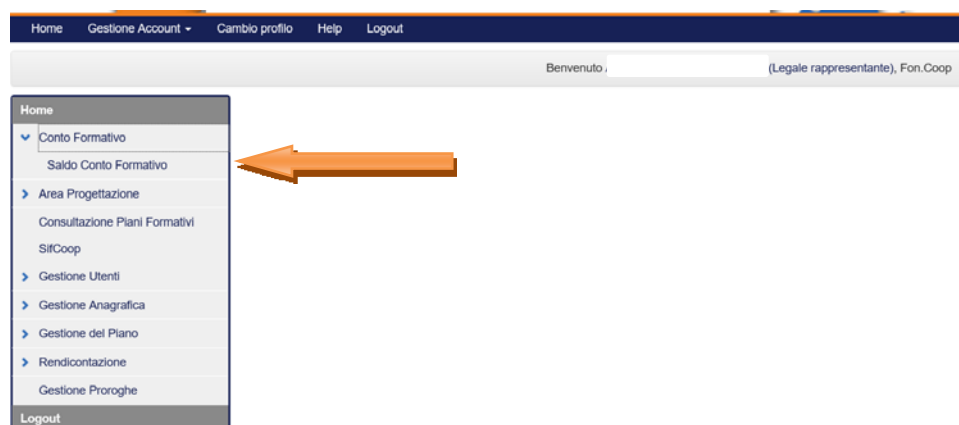 Home Gestione Account Cambio profilo Help Logout
Benvenuto (Legale rappresentante), Fon.Coop
Home
Conto Formativo
Saldo Conto Formativo
Area Progettazione
Consultazione Piani Formativi
SifCoop
Gestione Utenti
Gestione Anagrafica
Gestione del Piano
Rendicontazione
Gestione Proroghe
Logout